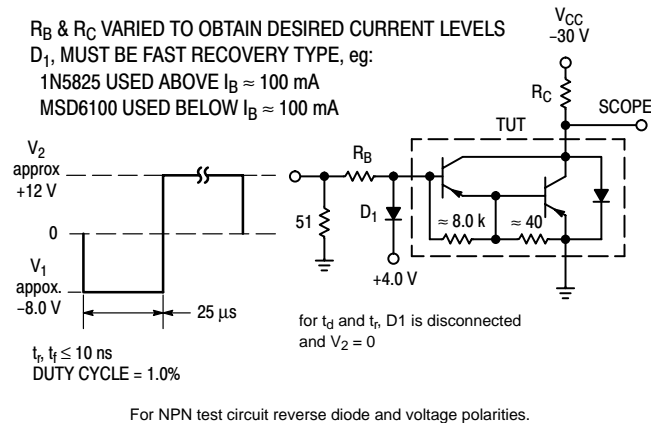 R_B & R_C VARIED TO OBTAIN DESIRED CURRENT LEVELS
D_1, MUST BE FAST RECOVERY TYPE, eg:
1N5825 USED ABOVE I_B ≈ 100 mA
MSD6100 USED BELOW I_B ≈ 100 mA
V_CC
−30 V
R_C
SCOPE
TUT
V_2
approx
+12 V
0
V_1
appox.
−8.0 V
25 μs
t_r, t_f ≤ 10 ns
DUTY CYCLE = 1.0%
R_B
51
D_1
+4.0 V
≈ 8.0 k
≈ 40
for t_d and t_r, D1 is disconnected
and V_2 = 0
For NPN test circuit reverse diode and voltage polarities.